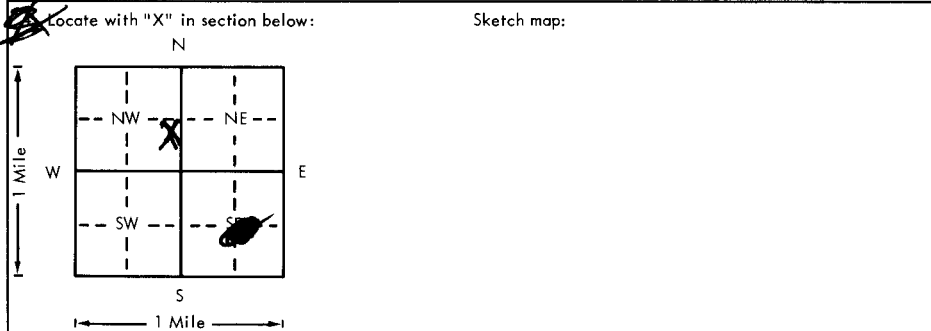 Locate with "X" in section below:
Sketch map:
N
NW
NE
X
W
E
1 Mile
SW
S
1 Mile